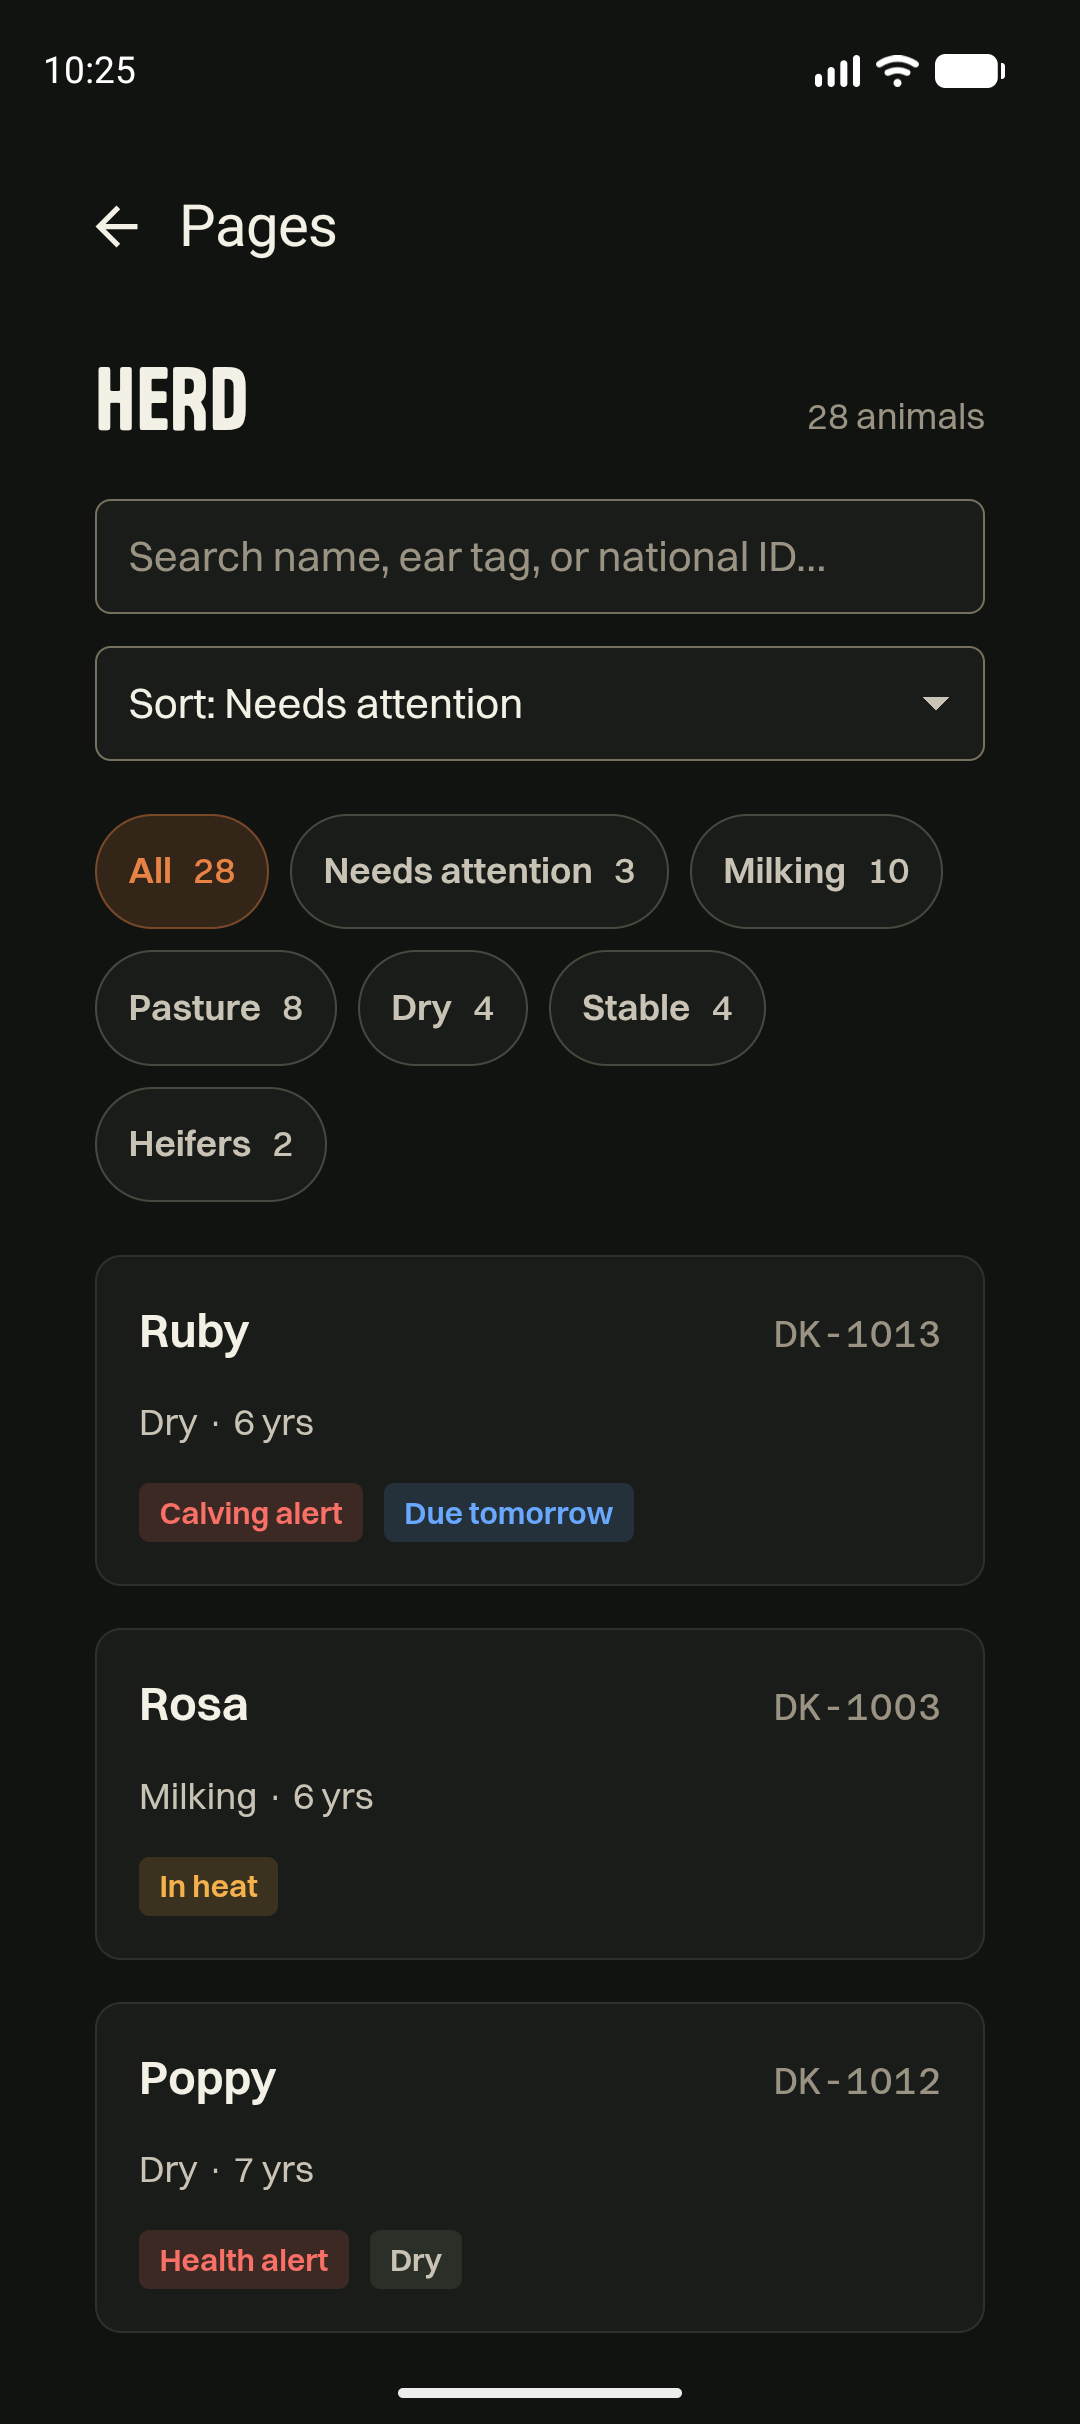 10:25
Pages
HERD
28 animals
Search name, ear tag, or national ID...
Sort: Needs attention
All 28
Needs attention 3
Milking 10
Pasture 8
Dry 4
Stable 4
Heifers 2
Ruby
DK-1013
Dry · 6 yrs
Calving alert
Due tomorrow
Rosa
DK-1003
Milking · 6 yrs
In heat
Poppy
DK-1012
Dry · 7 yrs
Health alert
Dry